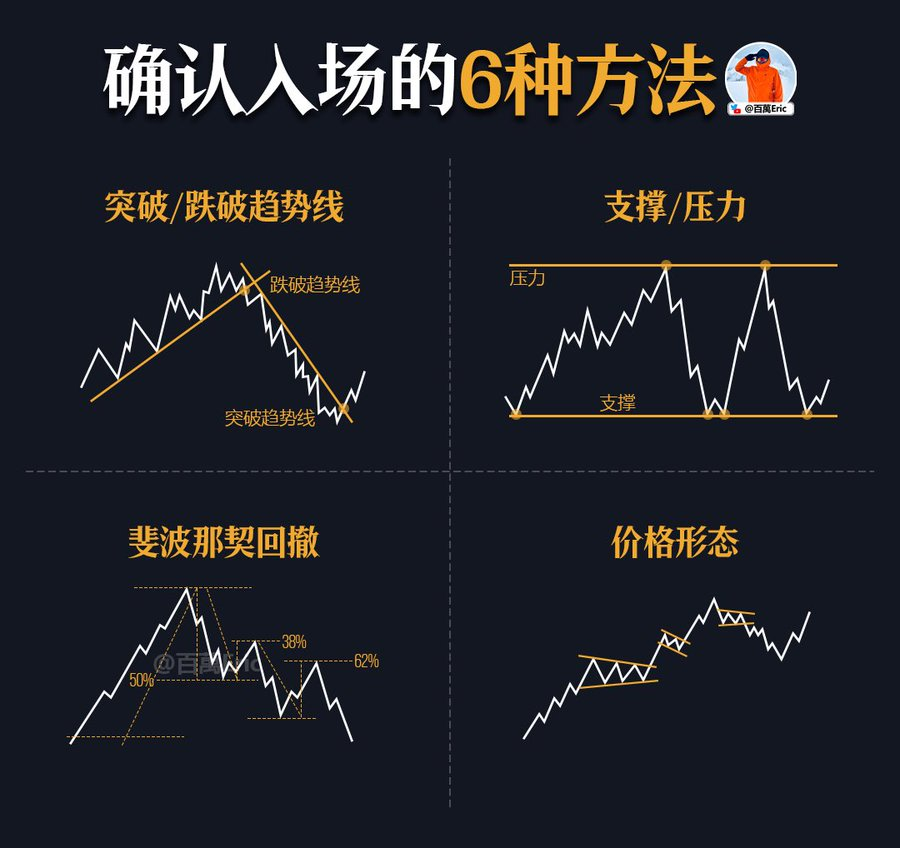 确认入场的6种方法
@百萬Eric
突破/跌破趋势线
跌破趋势线
突破趋势线
支撑/压力
压力
支撑
斐波那契回撤
38%
62%
50%
@百萬Eric
价格形态